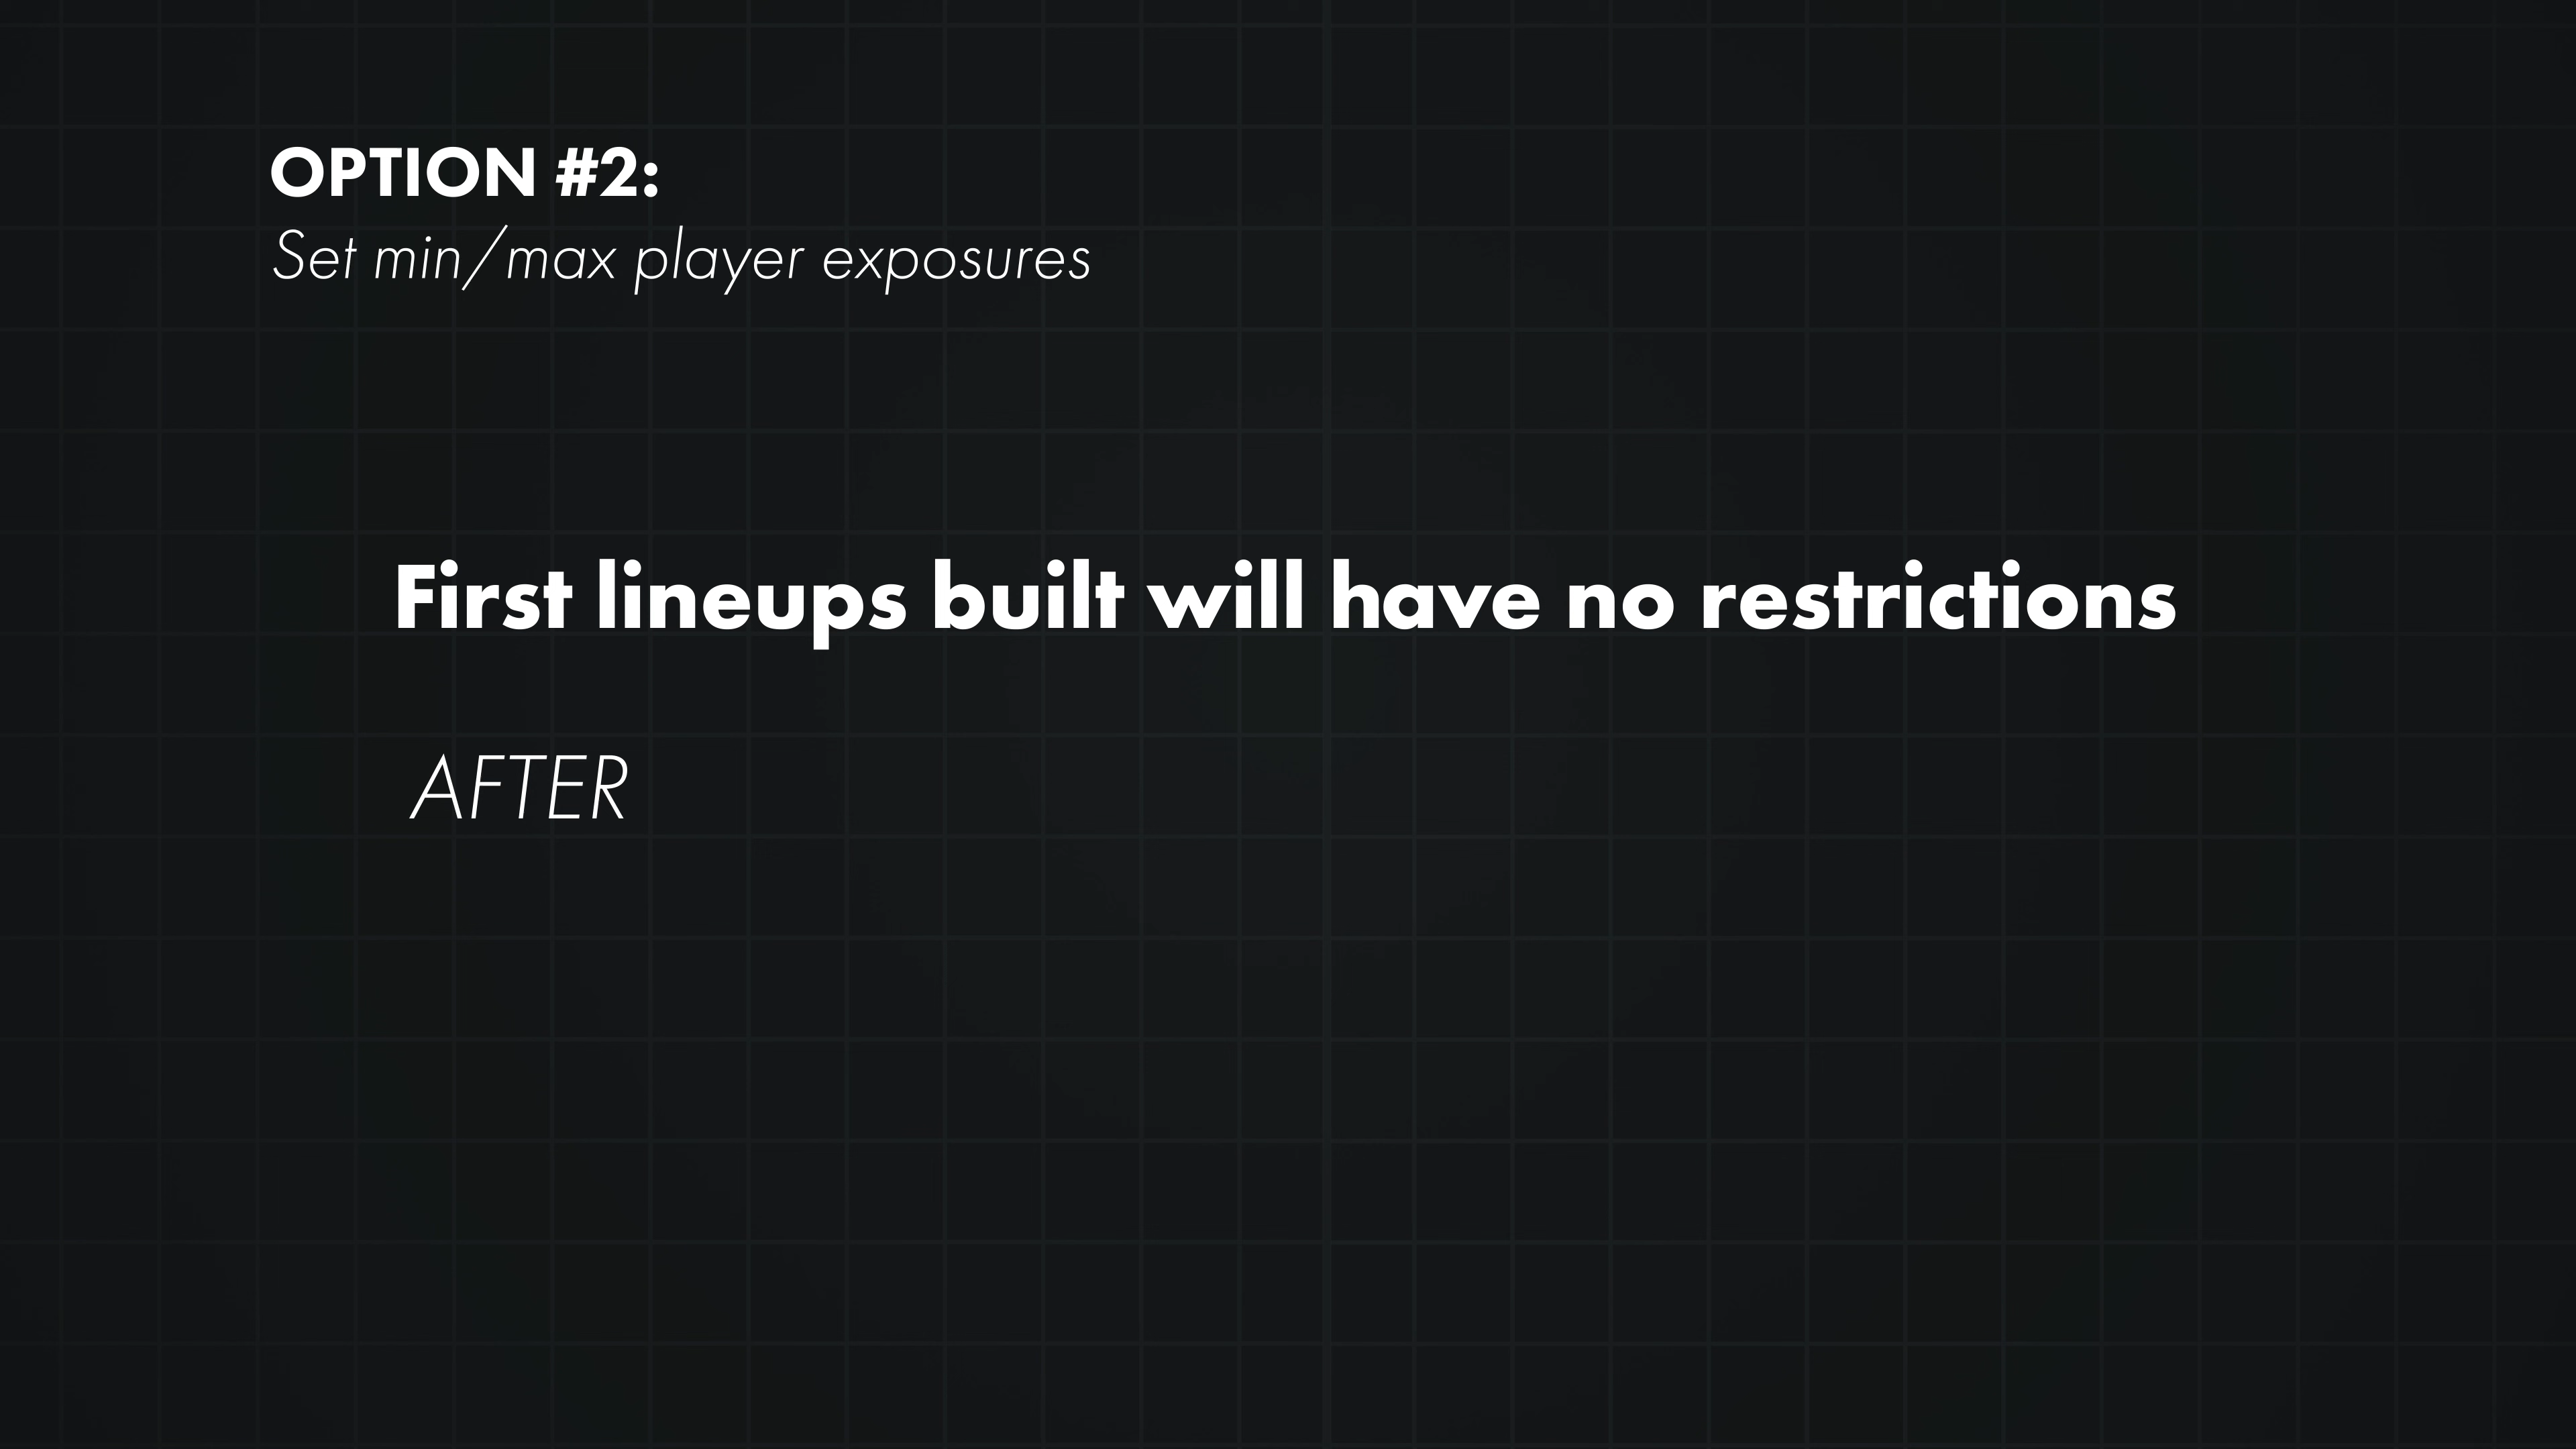 OPTION #2:
Set min/max player exposures
First lineups built will have no restrictions
AFTER